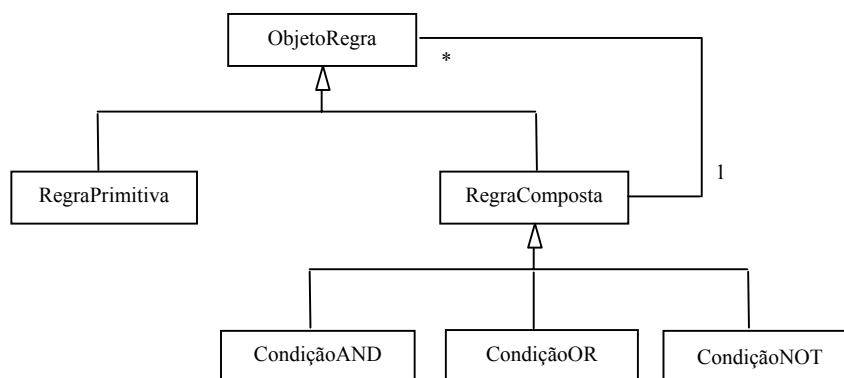 ObjetoRegra
*
1
RegraPrimitiva
RegraComposta
CondiçãoAND
CondiçãoOR
CondiçãoNOT